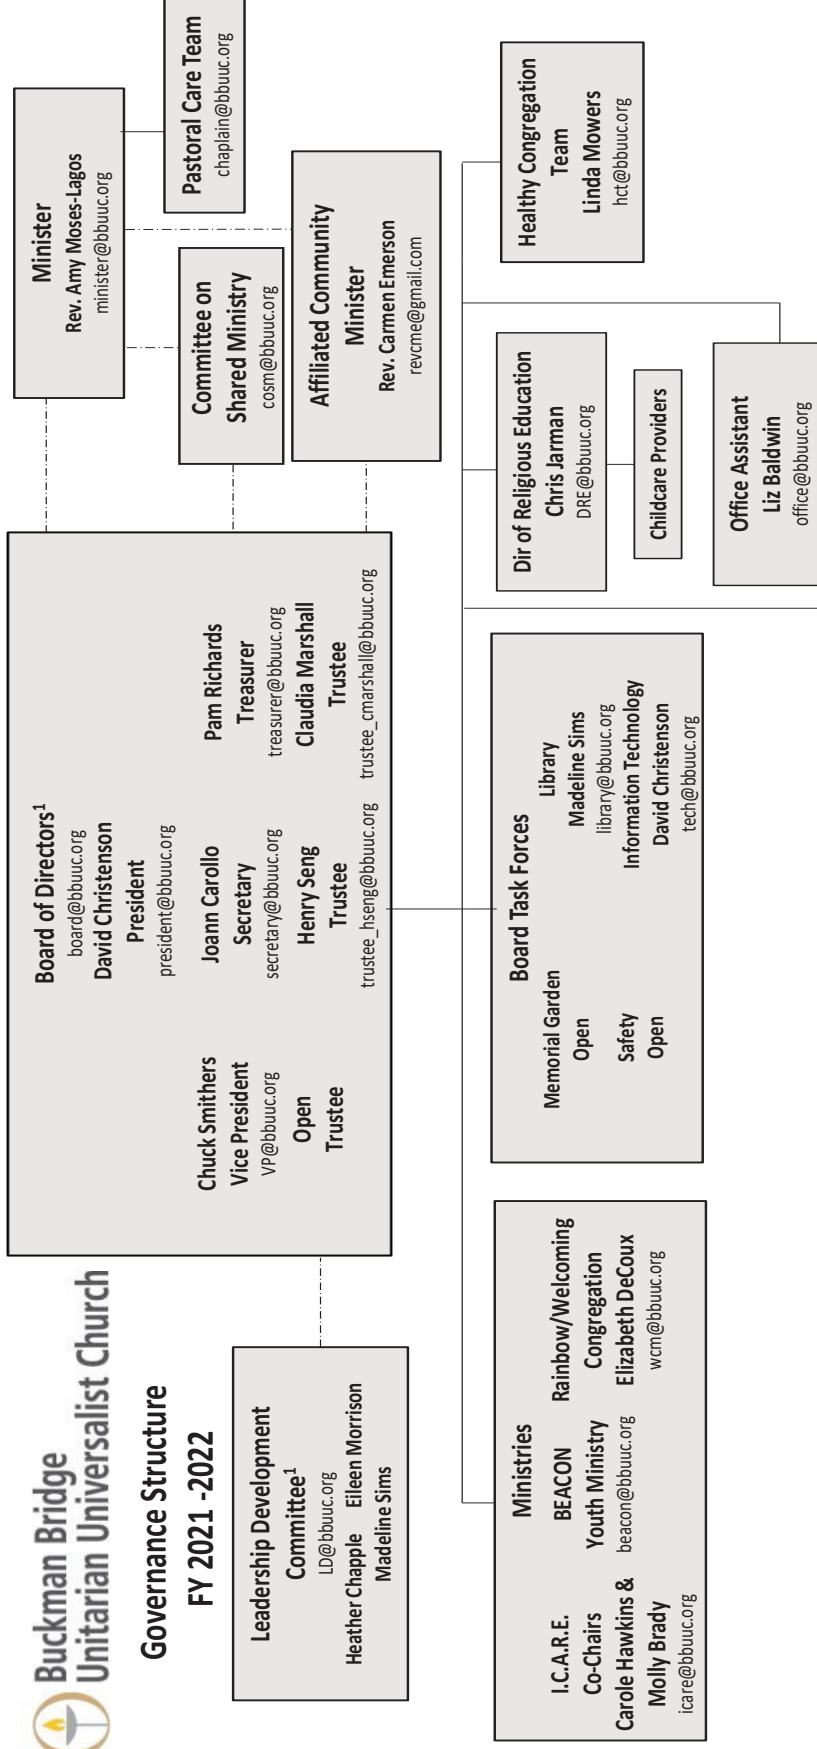 Buckman Bridge
Unitarian Universalist Church
Governance Structure
FY 2021 -2022
Leadership Development
Committee1
LD@bbuuc.org
Heather Chapple Eileen Morrison
Madeline Sims
Board of Directors1
board@bbuuc.org
David Christenson
President
president@bbuuc.org
Chuck Smithers
Vice President
VP@bbuuc.org
Open
Trustee
Joann Carollo
Secretary
secretary@bbuuc.org
Henry Seng
Trustee
trustee_hseng@bbuuc.org
Pam Richards
Treasurer
treasurer@bbuuc.org
Claudia Marshall
Trustee
trustee_cmarshall@bbuuc.org
Minister
Rev. Amy Moses-Lagos
minister@bbuuc.org
Pastoral Care Team
chaplain@bbuuc.org
Committee on
Shared Ministry
cosm@bbuuc.org
Affiliated Community
Minister
Rev. Carmen Emerson
revcme@gmail.com
Ministries
I.C.A.R.E.
Co-Chairs
Carole Hawkins &
Molly Brady
icare@bbuuc.org
BEACON
Youth Ministry
beacon@bbuuc.org
Rainbow/Welcoming
Congregation
Elizabeth DeCoux
wcm@bbuuc.org
Board Task Forces
Memorial Garden
Open
Safety
Open
Library
Madeline Sims
library@bbuuc.org
Information Technology
David Christenson
tech@bbuuc.org
Dir of Religious Education
Chris Jarman
DRE@bbuuc.org
Childcare Providers
Healthy Congregation
Team
Linda Mowers
hct@bbuuc.org
Office Assistant
Liz Baldwin
office@bbuuc.org